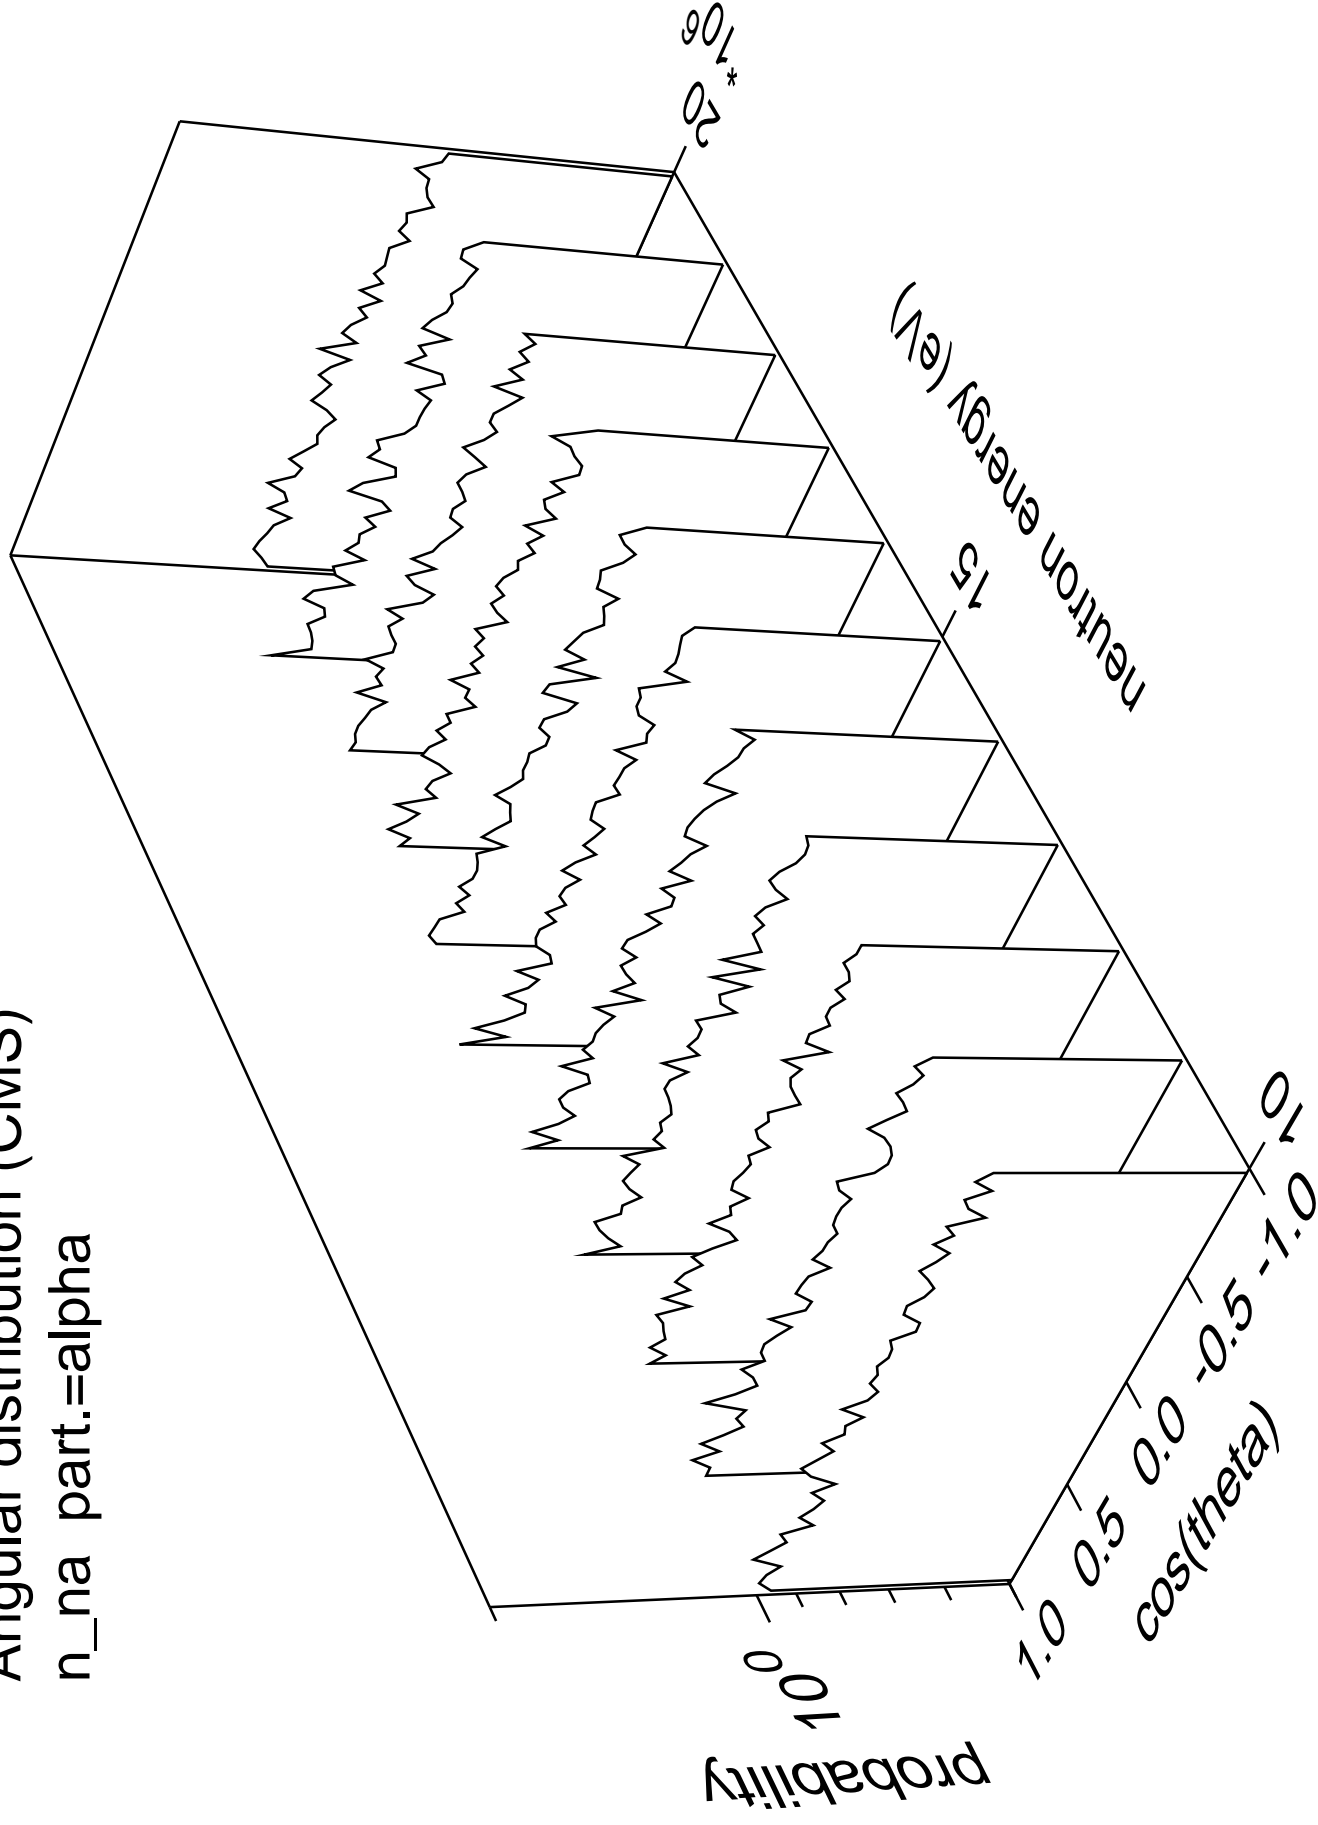 Angular distribution (CMS)
n_na part.=alpha
probability
10 0
1.0 0.5 0.0 -0.5 -1.0
cos(theta)
10 15 20
* 10 6
neutron energy (eV)